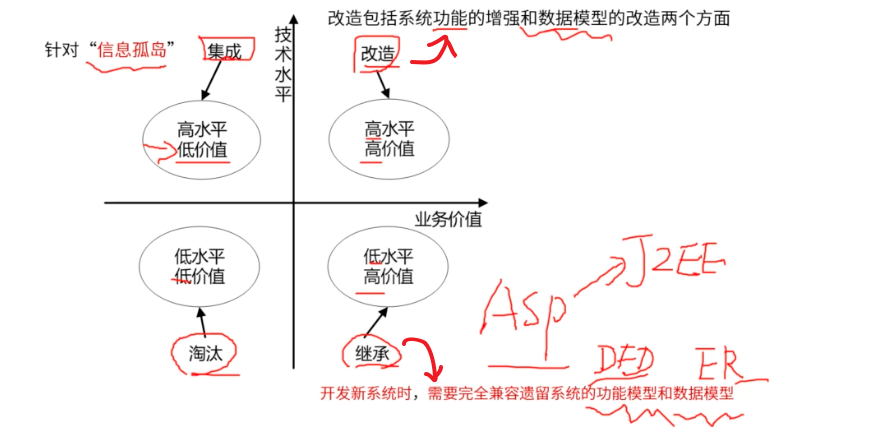 改造包括系统功能的增强和数据模型的改造两个方面
针对“信息孤岛”
集成
技术水平
改造
高水平
低价值
高水平
高价值
业务价值
低水平
低价值
低水平
高价值
J2EE
ASP
淘汰
继承
DFD ER
开发新系统时，需要完全兼容遗留系统的功能模型和数据模型